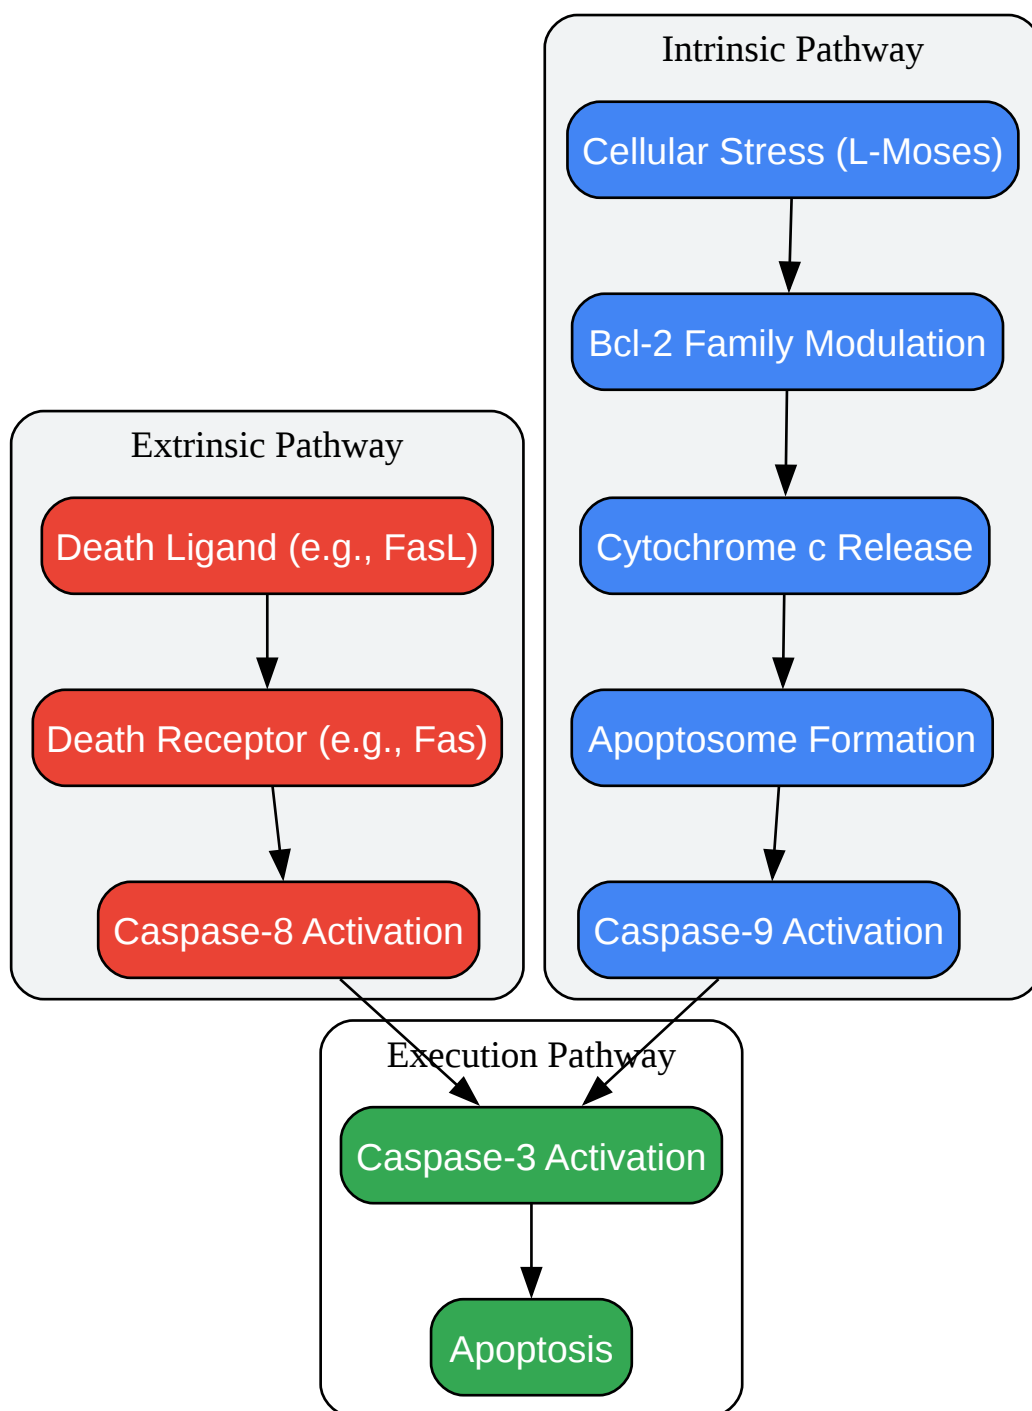 Intrinsic Pathway
Cellular Stress (L-Moses)
Bcl-2 Family Modulation
Cytochrome c Release
Apoptosome Formation
Caspase-9 Activation
Extrinsic Pathway
Death Ligand (e.g., FasL)
Death Receptor (e.g., Fas)
Caspase-8 Activation
Execution Pathway
Caspase-3 Activation
Apoptosis